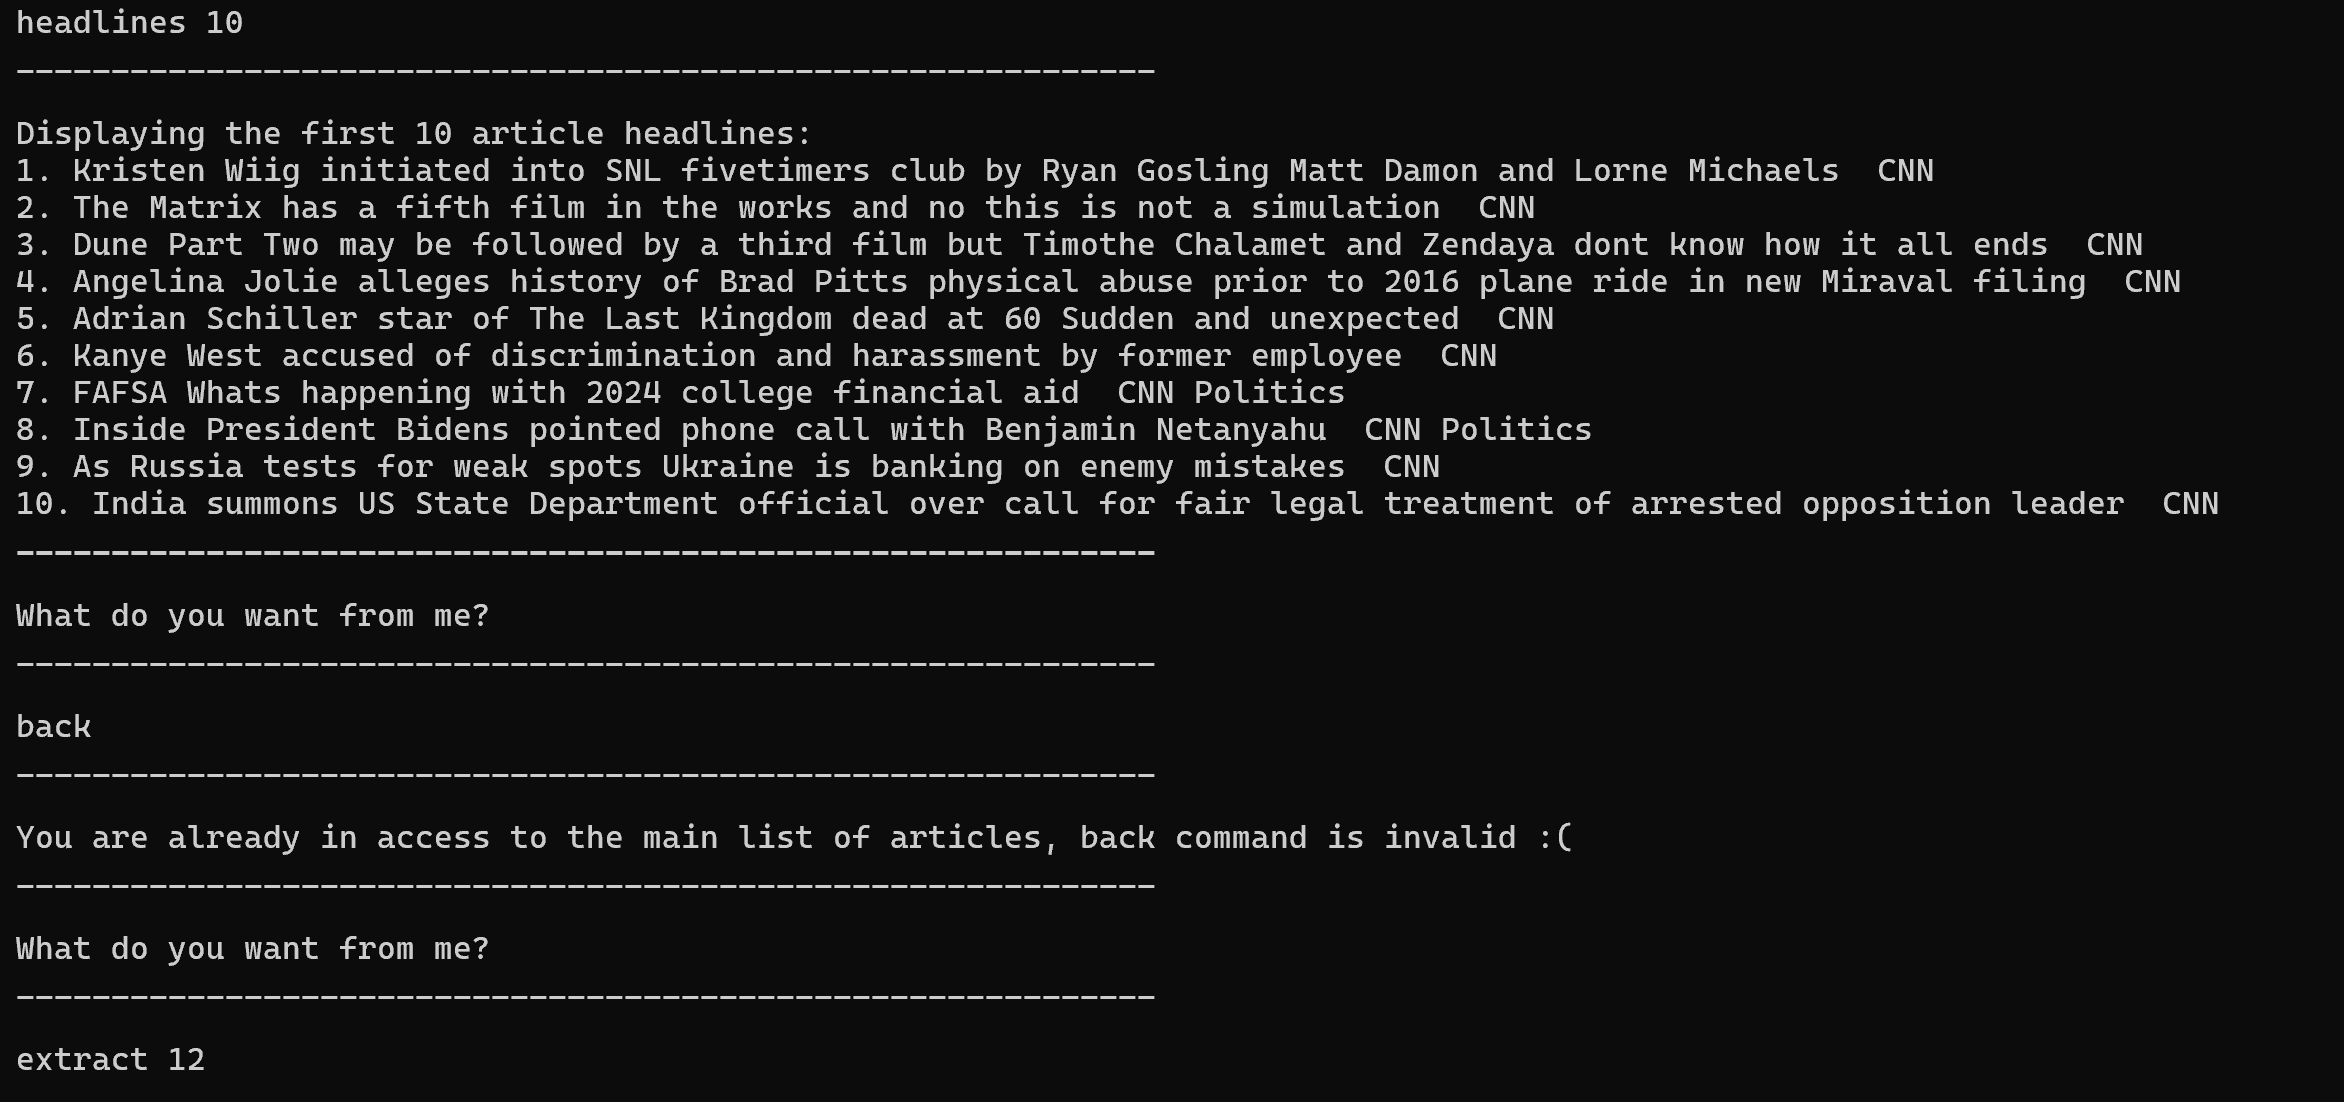 headlines 10
____________________________________________________________
Displaying the first 10 article headlines:
1. Kristen Wiig initiated into SNL fivetimers club by Ryan Gosling Matt Damon and Lorne Michaels  CNN
2. The Matrix has a fifth film in the works and no this is not a simulation  CNN
3. Dune Part Two may be followed by a third film but Timothe Chalamet and Zendaya dont know how it all ends  CNN
4. Angelina Jolie alleges history of Brad Pitts physical abuse prior to 2016 plane ride in new Miraval filing  CNN
5. Adrian Schiller star of The Last Kingdom dead at 60 Sudden and unexpected  CNN
6. Kanye West accused of discrimination and harassment by former employee  CNN
7. FAFSA Whats happening with 2024 college financial aid  CNN Politics
8. Inside President Bidens pointed phone call with Benjamin Netanyahu  CNN Politics
9. As Russia tests for weak spots Ukraine is banking on enemy mistakes  CNN
10. India summons US State Department official over call for fair legal treatment of arrested opposition leader  CNN
____________________________________________________________
What do you want from me?
____________________________________________________________
back
____________________________________________________________
You are already in access to the main list of articles, back command is invalid :(
____________________________________________________________
What do you want from me?
____________________________________________________________
extract 12